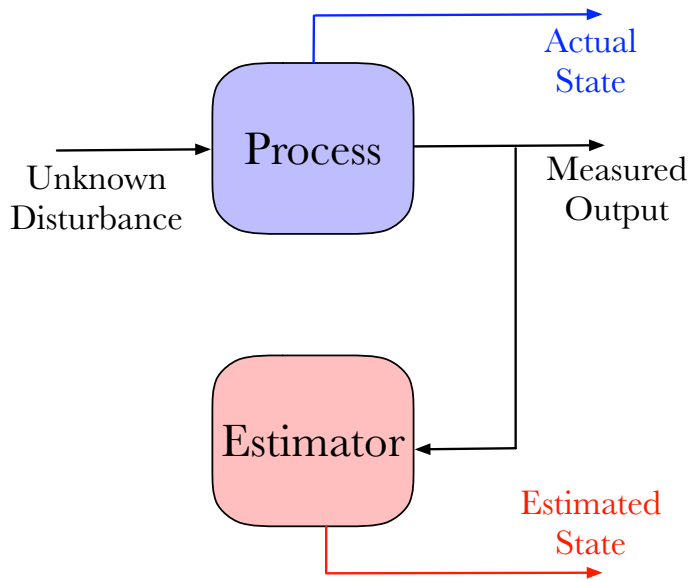 Actual
State
Process
Unknown
Disturbance
Measured
Output
Estimator
Estimated
State